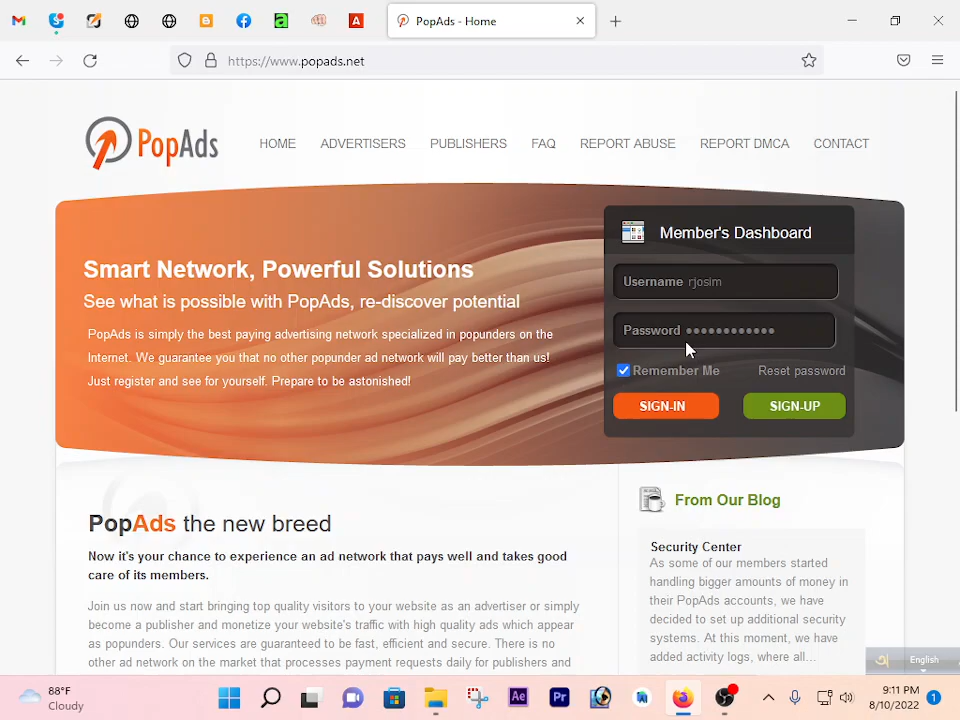 PopAds - Home
https://www.popads.net
PopAds
HOME
ADVERTISERS
PUBLISHERS
FAQ
REPORT ABUSE
REPORT DMCA
CONTACT
Member's Dashboard
Username rjosim
Password ●●●●●●●●●●●●
Remember Me
Reset password
SIGN-IN
SIGN-UP
Smart Network, Powerful Solutions
See what is possible with PopAds, re-discover potential
PopAds is simply the best paying advertising network specialized in popunders on the
Internet. We guarantee you that no other popunder ad network will pay better than us!
Just register and see for yourself. Prepare to be astonished!
PopAds the new breed
Now it's your chance to experience an ad network that pays well and takes good
care of its members.
Join us now and start bringing top quality visitors to your website as an advertiser or simply
become a publisher and monetize your website's traffic with high quality ads which appear
as popunders. Our services are guaranteed to be fast, efficient and secure. There is no
other ad network on the market that processes payment requests daily for publishers and
From Our Blog
Security Center
As some of our members started
handling bigger amounts of money in
their PopAds accounts, we have
decided to set up additional security
systems. At this moment, we have
added activity logs, where all...
অ
English
88°F
Cloudy
Ae
Pr
9:11 PM
8/10/2022
1